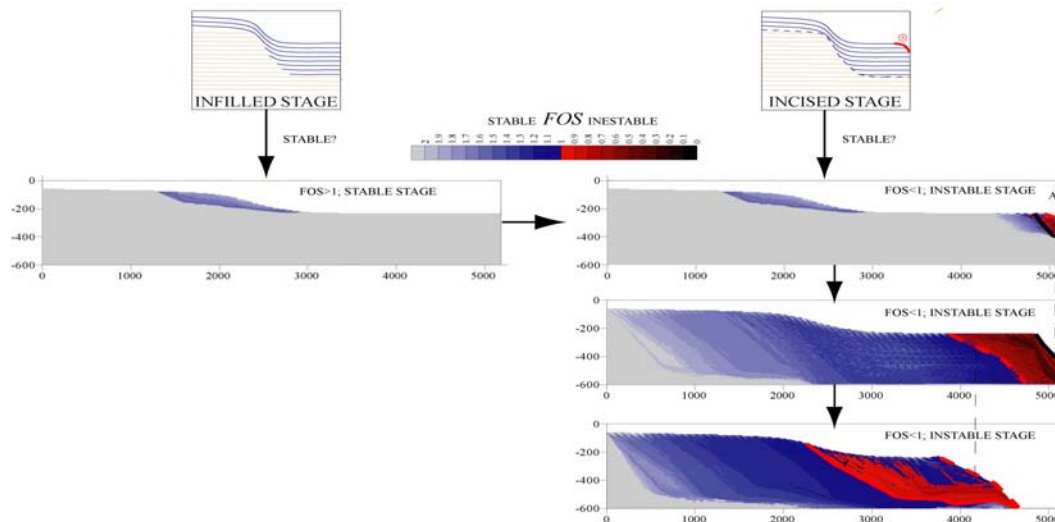 INFILLED STAGE
INCISED STAGE
STABLE?
STABLE FOS INESTABLE
STABLE?
2 1.9 1.8 1.7 1.6 1.5 1.4 1.3 1.2 1.1 1 0.9 0.8 0.7 0.6 0.5 0.4 0.3 0.2 0.1 0
FOS>1; STABLE STAGE
0
-200
-400
-600
0 1000 2000 3000 4000 5000
FOS<1; INSTABLE STAGE
A
0
-200
-400
-600
0 1000 2000 3000 4000 5000
FOS<1; INSTABLE STAGE
0
-200
-400
-600
0 1000 2000 3000 4000 5000
FOS<1; INSTABLE STAGE
0
-200
-400
-600
0 1000 2000 3000 4000 5000